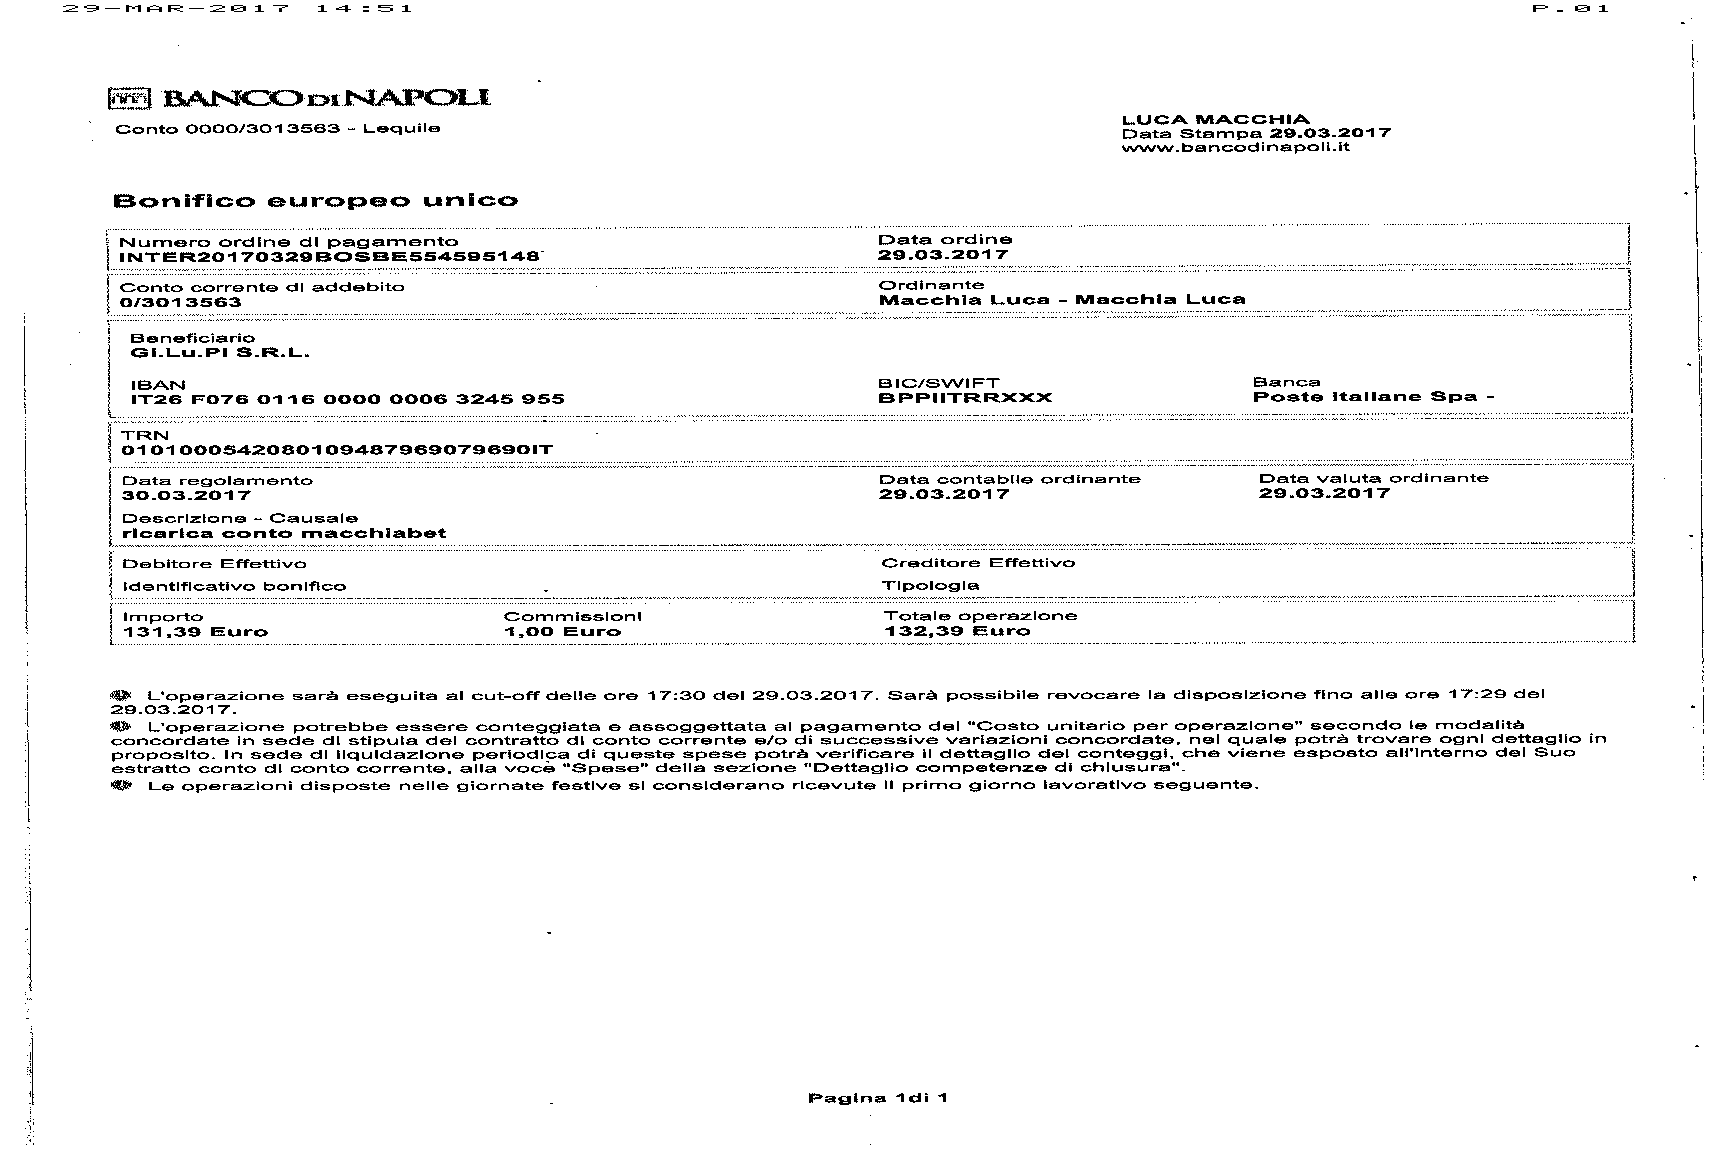 29-MAR-2017 14:51 P.01
BANCO DI NAPOLI
Conto 0000/3013563 - Lequile
LUCA MACCHIA
Data Stampa 29.03.2017
www.bancodinapoli.it
Bonifico europeo unico
Numero ordine di pagamento Data ordine
INTER20170329BOSBE554595148 29.03.2017
Conto corrente di addebito Ordinante
0/3013563 Macchia Luca - Macchia Luca
Beneficiario
Gi.Lu.Pi S.R.L.
IBAN BIC/SWIFT Banca
IT26 F076 0116 0000 0006 3245 955 BPPIITRRXXX Poste Italiane Spa -
TRN
0101000542080109487969079690IT
Data regolamento Data contabile ordinante Data valuta ordinante
30.03.2017 29.03.2017 29.03.2017
Descrizione - Causale
ricarica conto macchiabet
Debitore Effettivo Creditore Effettivo
Identificativo bonifico Tipologia
Importo Commissioni Totale operazione
131,39 Euro 1,00 Euro 132,39 Euro
L'operazione sarà eseguita al cut-off delle ore 17:30 del 29.03.2017. Sarà possibile revocare la disposizione fino alle ore 17:29 del
29.03.2017.
L'operazione potrebbe essere conteggiata e assoggettata al pagamento del "Costo unitario per operazione" secondo le modalità
concordate in sede di stipula del contratto di conto corrente e/o di successive variazioni concordate, nel quale potrà trovare ogni dettaglio in
proposito. In sede di liquidazione periodica di queste spese potrà verificare il dettaglio dei conteggi, che viene esposto all'interno del Suo
estratto conto di conto corrente, alla voce "Spese" della sezione "Dettaglio competenze di chiusura".
Le operazioni disposte nelle giornate festive si considerano ricevute il primo giorno lavorativo seguente.
Pagina 1di 1